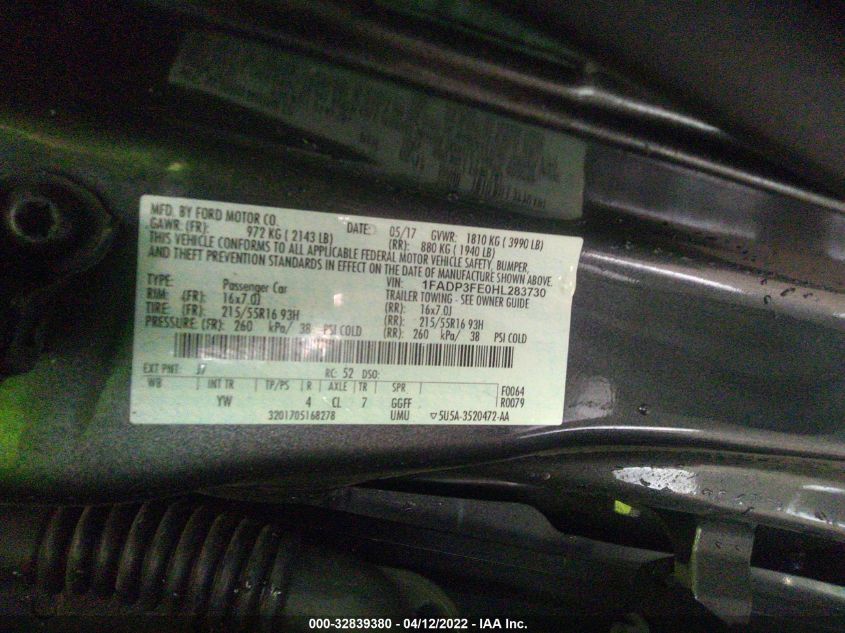 MFD. BY FORD MOTOR CO.
DATE: 05/17 GVWR: 1810 KG ( 3990 LB)
GAWR: (FR): 972 KG ( 2143 LB) (RR): 880 KG ( 1940 LB)
THIS VEHICLE CONFORMS TO ALL APPLICABLE FEDERAL MOTOR VEHICLE SAFETY, BUMPER,
AND THEFT PREVENTION STANDARDS IN EFFECT ON THE DATE OF MANUFACTURE SHOWN ABOVE.
VIN: 1FADP3FE0HL283730
TYPE: Passenger Car TRAILER TOWING - SEE OWNER GUIDE
RIM: (FR): 16x7.0J (RR): 16x7.0J
TIRE: (FR): 215/55R16 93H (RR): 215/55R16 93H
PRESSURE: (FR): 260 kPa/ 38 PSI COLD (RR): 260 kPa/ 38 PSI COLD
EXT PNT: J7 RC: 52 DSO:
WB INT TR TP/PS R AXLE TR SPR F0064
YW 4 CL 7 GGFF R0079
3201705168278 UMU ▽5U5A-3520472-AA
000-32839380 - 04/12/2022 - IAA Inc.